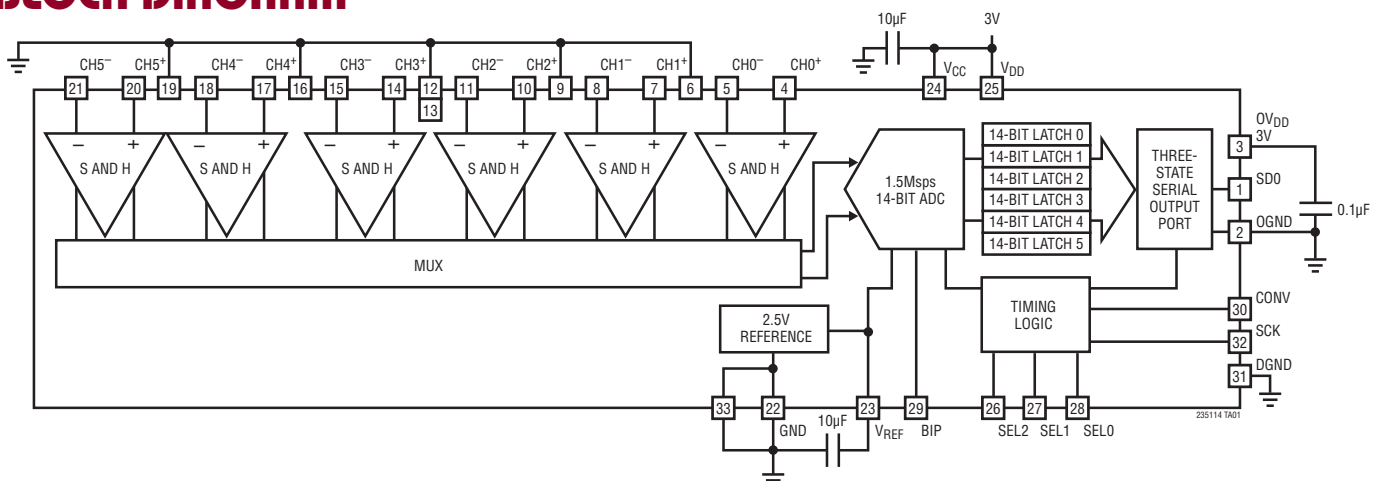 BLOCK DIAGRAM
10µF 3V
CH5– CH5+ CH4– CH4+ CH3– CH3+ CH2– CH2+ CH1– CH1+ CH0– CH0+ VCC VDD
21 20 19 18 17 16 15 14 12 11 10 9 8 7 6 5 4 24 25
13
– + – + – + – + – + – +
S AND H S AND H S AND H S AND H S AND H S AND H
MUX
1.5Msps
14-BIT ADC
14-BIT LATCH 0
14-BIT LATCH 1
14-BIT LATCH 2
14-BIT LATCH 3
14-BIT LATCH 4
14-BIT LATCH 5
THREE-
STATE
SERIAL
OUTPUT
PORT
OVDD
3V
3
SD0
1
0.1µF
OGND
2
2.5V
REFERENCE
TIMING
LOGIC
CONV
30
SCK
32
DGND
31
33 22 23 29 26 27 28
GND 10µF VREF BIP SEL2 SEL1 SEL0
235114 TA01